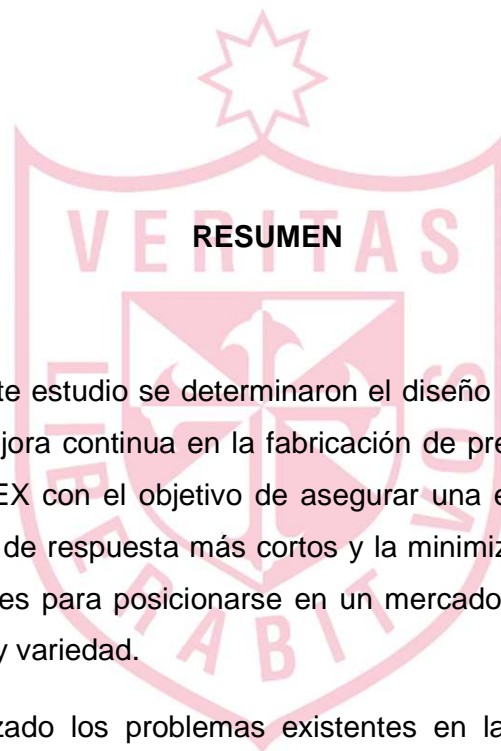 VERITAS
LIBERABIT VOS
RESUMEN
te estudio se determinaron el diseño
jora continua en la fabricación de pre
EX con el objetivo de asegurar una e
de respuesta más cortos y la minimiz
es para posicionarse en un mercado
y variedad.
zado los problemas existentes en la